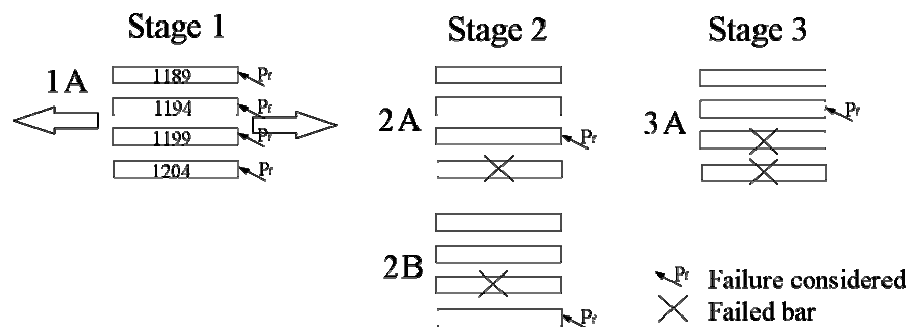 Stage 1
Stage 2
Stage 3
1A
1189 Pf
1194 Pf
1199 Pf
1204 Pf
2A
Pf
3A
Pf
2B
Pf
Pf Failure considered
Failed bar